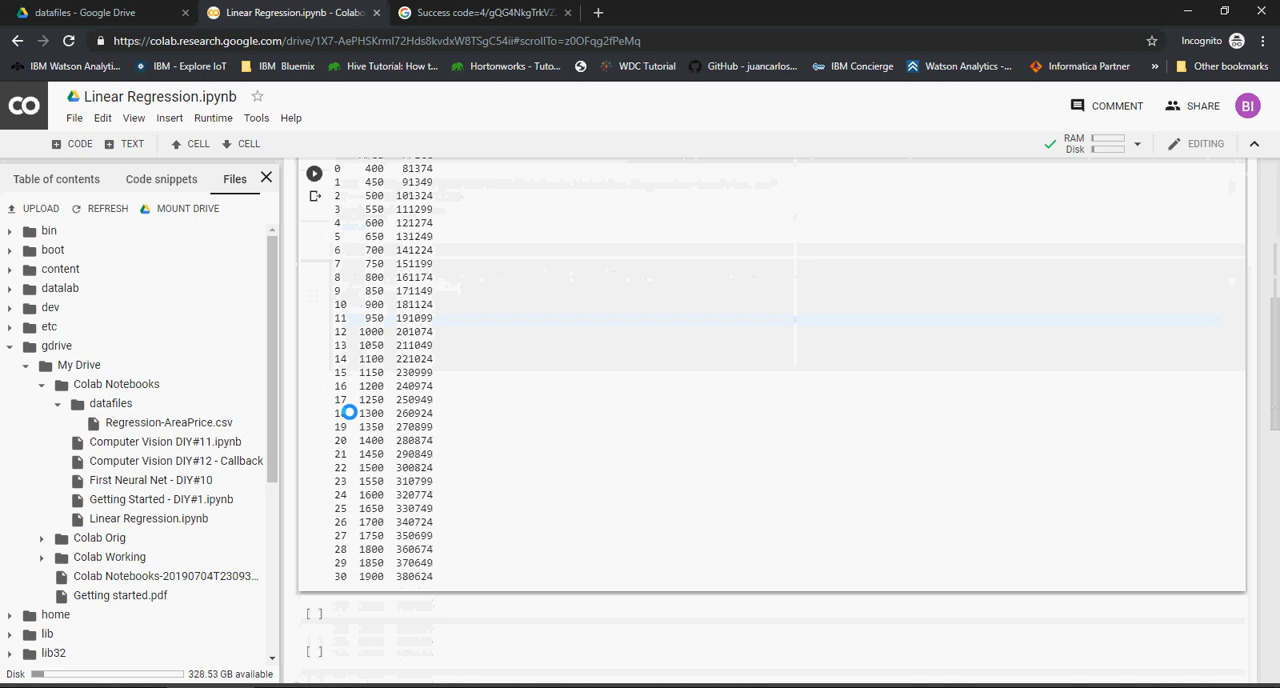 datafiles - Google Drive
Linear Regression.ipynb - Colabo
Success code=4/gQG4NkgTrkVZ
https://colab.research.google.com/drive/1X7-AePHSKrmI72Hds8kvdxW8TSgC54ii#scrollTo=z0OFqg2fPeMq
Incognito
IBM Watson Analyti...
IBM - Explore IoT
IBM Bluemix
Hive Tutorial: How t...
Hortonworks - Tuto...
WDC Tutorial
GitHub - juancarlos...
IBM Concierge
Watson Analytics -...
Informatica Partner
»
Other bookmarks
CO
Linear Regression.ipynb
COMMENT
SHARE
BI
File Edit View Insert Runtime Tools Help
CODE TEXT CELL CELL
RAM
Disk
EDITING
Table of contents Code snippets Files
UPLOAD REFRESH MOUNT DRIVE
bin
boot
content
datalab
dev
etc
gdrive
My Drive
Colab Notebooks
datafiles
Regression-AreaPrice.csv
Computer Vision DIY#11.ipynb
Computer Vision DIY#12 - Callback
First Neural Net - DIY#10
Getting Started - DIY#1.ipynb
Linear Regression.ipynb
Colab Orig
Colab Working
Colab Notebooks-20190704T23093...
Getting started.pdf
home
lib
lib32
Disk 328.53 GB available
0 400 81374
1 450 91349
2 500 101324
3 550 111299
4 600 121274
5 650 131249
6 700 141224
7 750 151199
8 800 161174
9 850 171149
10 900 181124
11 950 191099
12 1000 201074
13 1050 211049
14 1100 221024
15 1150 230999
16 1200 240974
17 1250 250949
1300 260924
19 1350 270899
20 1400 280874
21 1450 290849
22 1500 300824
23 1550 310799
24 1600 320774
25 1650 330749
26 1700 340724
27 1750 350699
28 1800 360674
29 1850 370649
30 1900 380624
[ ]
[ ]